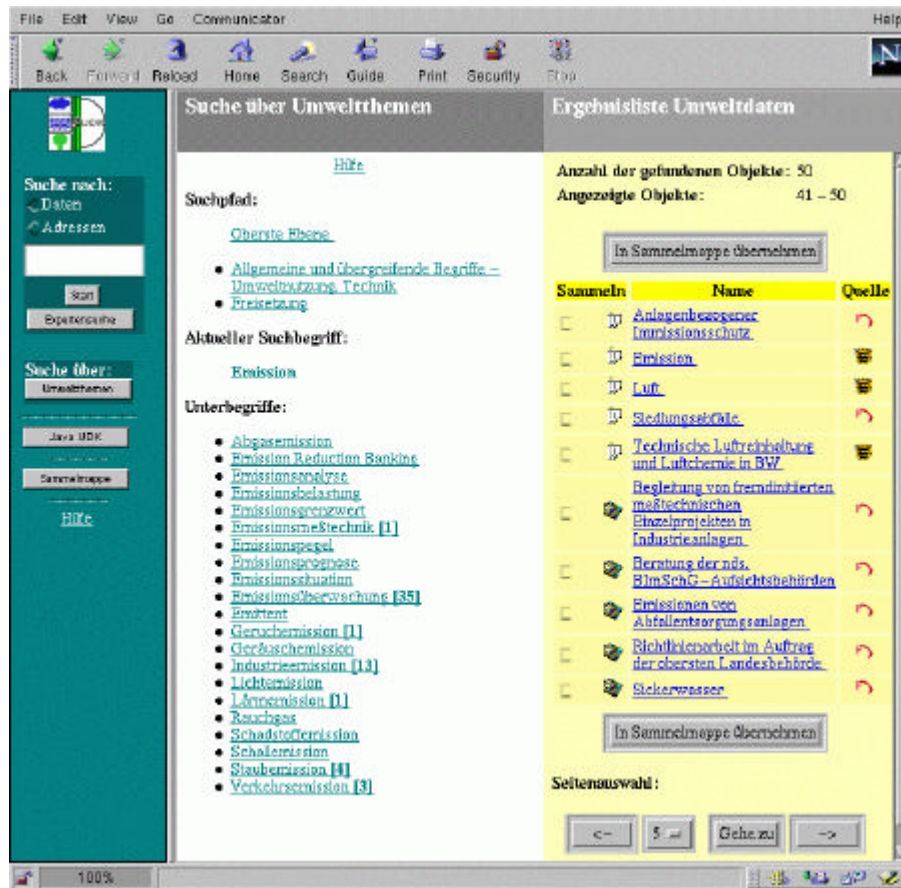 File Edit View Go Communicator Help
Back Forward Reload Home Search Guide Print Security Stop
N
Suche nach:
Daten
Adressen
Start
Expertensuche
Suche über:
Umweltthemen
Java UDK
Sammelmappe
Hilfe
Suche über Umweltthemen
Hilfe
Suchpfad:
Oberste Ebene
Allgemeine und übergreifende Begriffe –
Umweltnutzung, Technik
Freisetzung
Aktueller Suchbegriff:
Emission
Unterbegriffe:
Abgasemission
Emission Reduction Banking
Emissionsanalyse
Emissionsbelastung
Emissionsgrenzwert
Emissionsmeßtechnik [1]
Emissionspegel
Emissionsprognose
Emissionssituation
Emissionsüberwachung [35]
Emittent
Geruchemission [1]
Geräuschemission
Industrieemission [13]
Lichtemission
Lärmemission [1]
Rauchgas
Schadstoffemission
Schallemission
Staubemission [4]
Verkehrsemission [3]
Ergebnisliste Umweltdaten
Anzahl der gefundenen Objekte: 50
Angezeigte Objekte: 41 – 50
In Sammelmappe übernehmen
Sammeln Name Quelle
Anlagenbezogener
Immissionsschutz
Emission
Luft
Siedlungsabfälle
Technische Luftreinhaltung
und Luftchemie in BW
Begleitung von fremdinitiierten
meßtechnischen
Einzelprojekten in
Industrieanlagen
Beratung der nds.
BImSchG–Aufsichtsbehörden
Emissionen von
Abfallentsorgungsanlagen
Richtlinienarbeit im Auftrag
der obersten Landesbehörde
Sickerwasser
In Sammelmappe übernehmen
Seitenauswahl:
<– 5 Gehe zu –>
100%